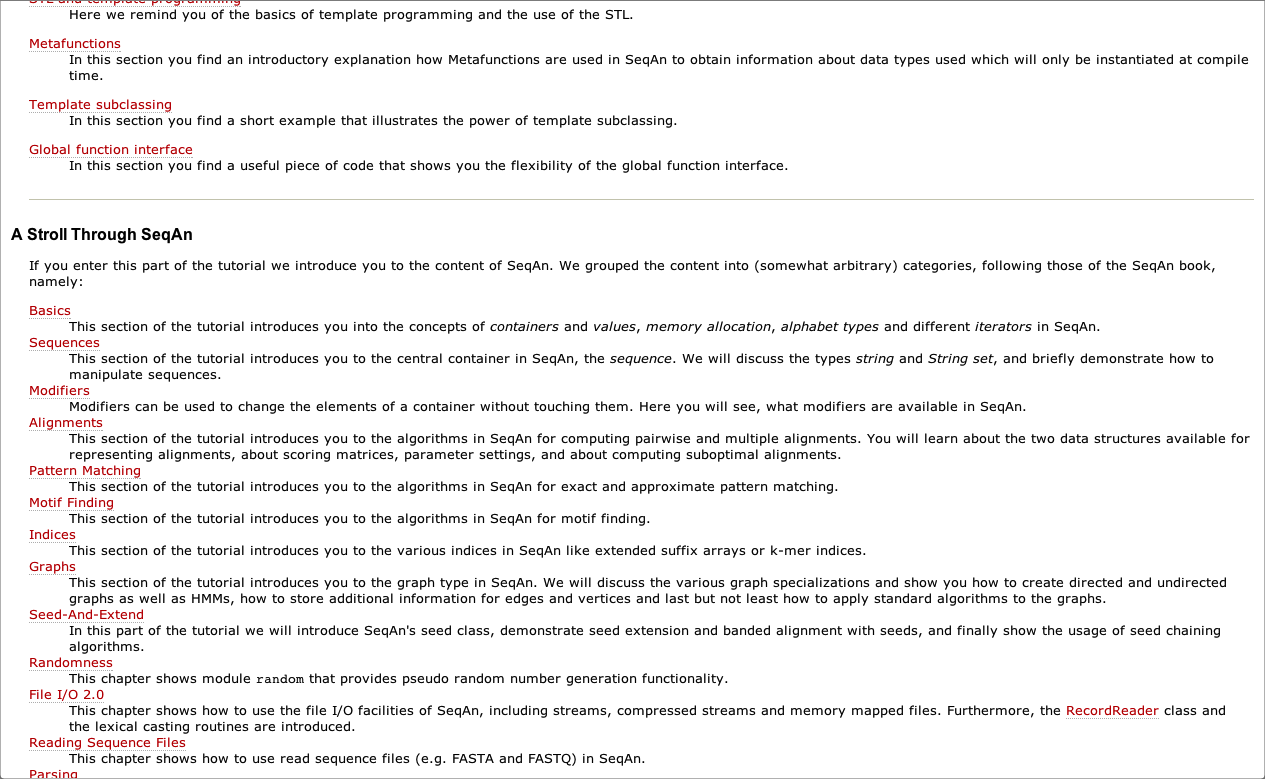 STL and template programming
Here we remind you of the basics of template programming and the use of the STL.
Metafunctions
In this section you find an introductory explanation how Metafunctions are used in SeqAn to obtain information about data types used which will only be instantiated at compile
time.
Template subclassing
In this section you find a short example that illustrates the power of template subclassing.
Global function interface
In this section you find a useful piece of code that shows you the flexibility of the global function interface.
A Stroll Through SeqAn
If you enter this part of the tutorial we introduce you to the content of SeqAn. We grouped the content into (somewhat arbitrary) categories, following those of the SeqAn book,
namely:
Basics
This section of the tutorial introduces you into the concepts of containers and values, memory allocation, alphabet types and different iterators in SeqAn.
Sequences
This section of the tutorial introduces you to the central container in SeqAn, the sequence. We will discuss the types string and String set, and briefly demonstrate how to
manipulate sequences.
Modifiers
Modifiers can be used to change the elements of a container without touching them. Here you will see, what modifiers are available in SeqAn.
Alignments
This section of the tutorial introduces you to the algorithms in SeqAn for computing pairwise and multiple alignments. You will learn about the two data structures available for
representing alignments, about scoring matrices, parameter settings, and about computing suboptimal alignments.
Pattern Matching
This section of the tutorial introduces you to the algorithms in SeqAn for exact and approximate pattern matching.
Motif Finding
This section of the tutorial introduces you to the algorithms in SeqAn for motif finding.
Indices
This section of the tutorial introduces you to the various indices in SeqAn like extended suffix arrays or k-mer indices.
Graphs
This section of the tutorial introduces you to the graph type in SeqAn. We will discuss the various graph specializations and show you how to create directed and undirected
graphs as well as HMMs, how to store additional information for edges and vertices and last but not least how to apply standard algorithms to the graphs.
Seed-And-Extend
In this part of the tutorial we will introduce SeqAn's seed class, demonstrate seed extension and banded alignment with seeds, and finally show the usage of seed chaining
algorithms.
Randomness
This chapter shows module random that provides pseudo random number generation functionality.
File I/O 2.0
This chapter shows how to use the file I/O facilities of SeqAn, including streams, compressed streams and memory mapped files. Furthermore, the RecordReader class and
the lexical casting routines are introduced.
Reading Sequence Files
This chapter shows how to use read sequence files (e.g. FASTA and FASTQ) in SeqAn.
Parsing